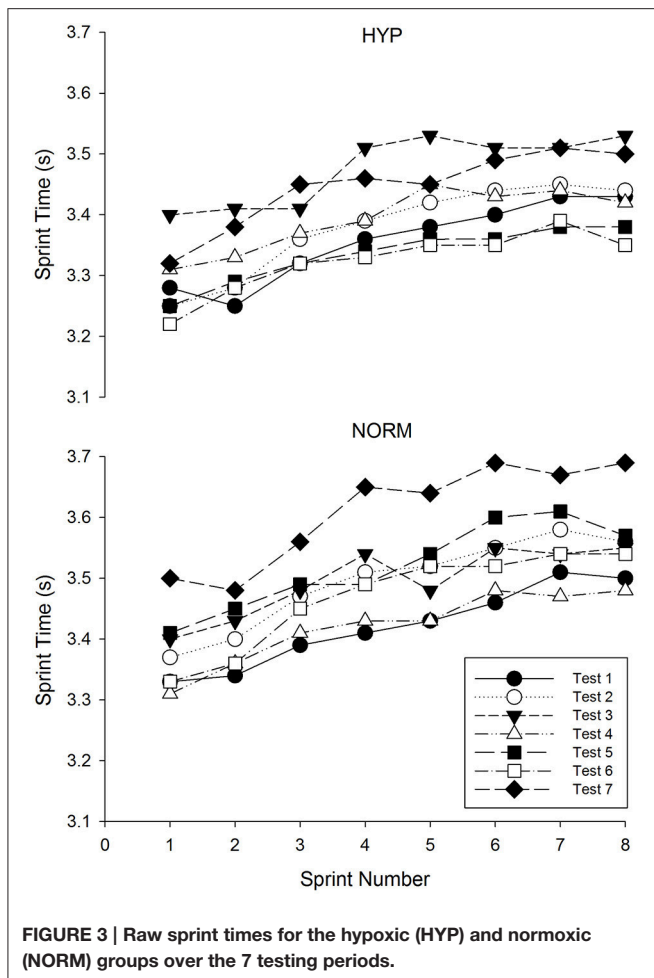 HYP
3.7
3.6
3.5
3.4
3.3
3.2
3.1
Sprint Time (s)
NORM
3.7
3.6
3.5
3.4
3.3
3.2
3.1
Sprint Time (s)
Test 1
Test 2
Test 3
Test 4
Test 5
Test 6
Test 7
0 1 2 3 4 5 6 7 8
Sprint Number
FIGURE 3 | Raw sprint times for the hypoxic (HYP) and normoxic
(NORM) groups over the 7 testing periods.